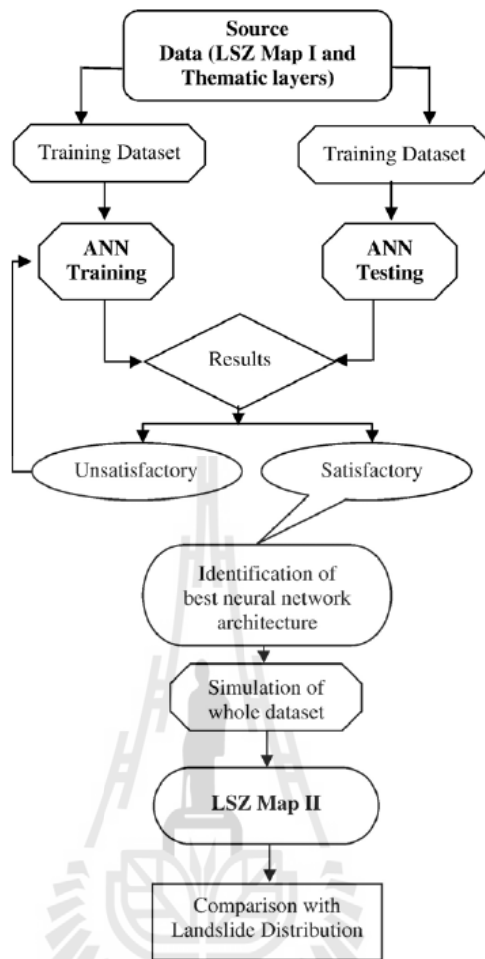 Source
Data (LSZ Map I and
Thematic layers)
Training Dataset
Training Dataset
ANN
Training
ANN
Testing
Results
Unsatisfactory
Satisfactory
Identification of
best neural network
architecture
Simulation of
whole dataset
LSZ Map II
Comparison with
Landslide Distribution